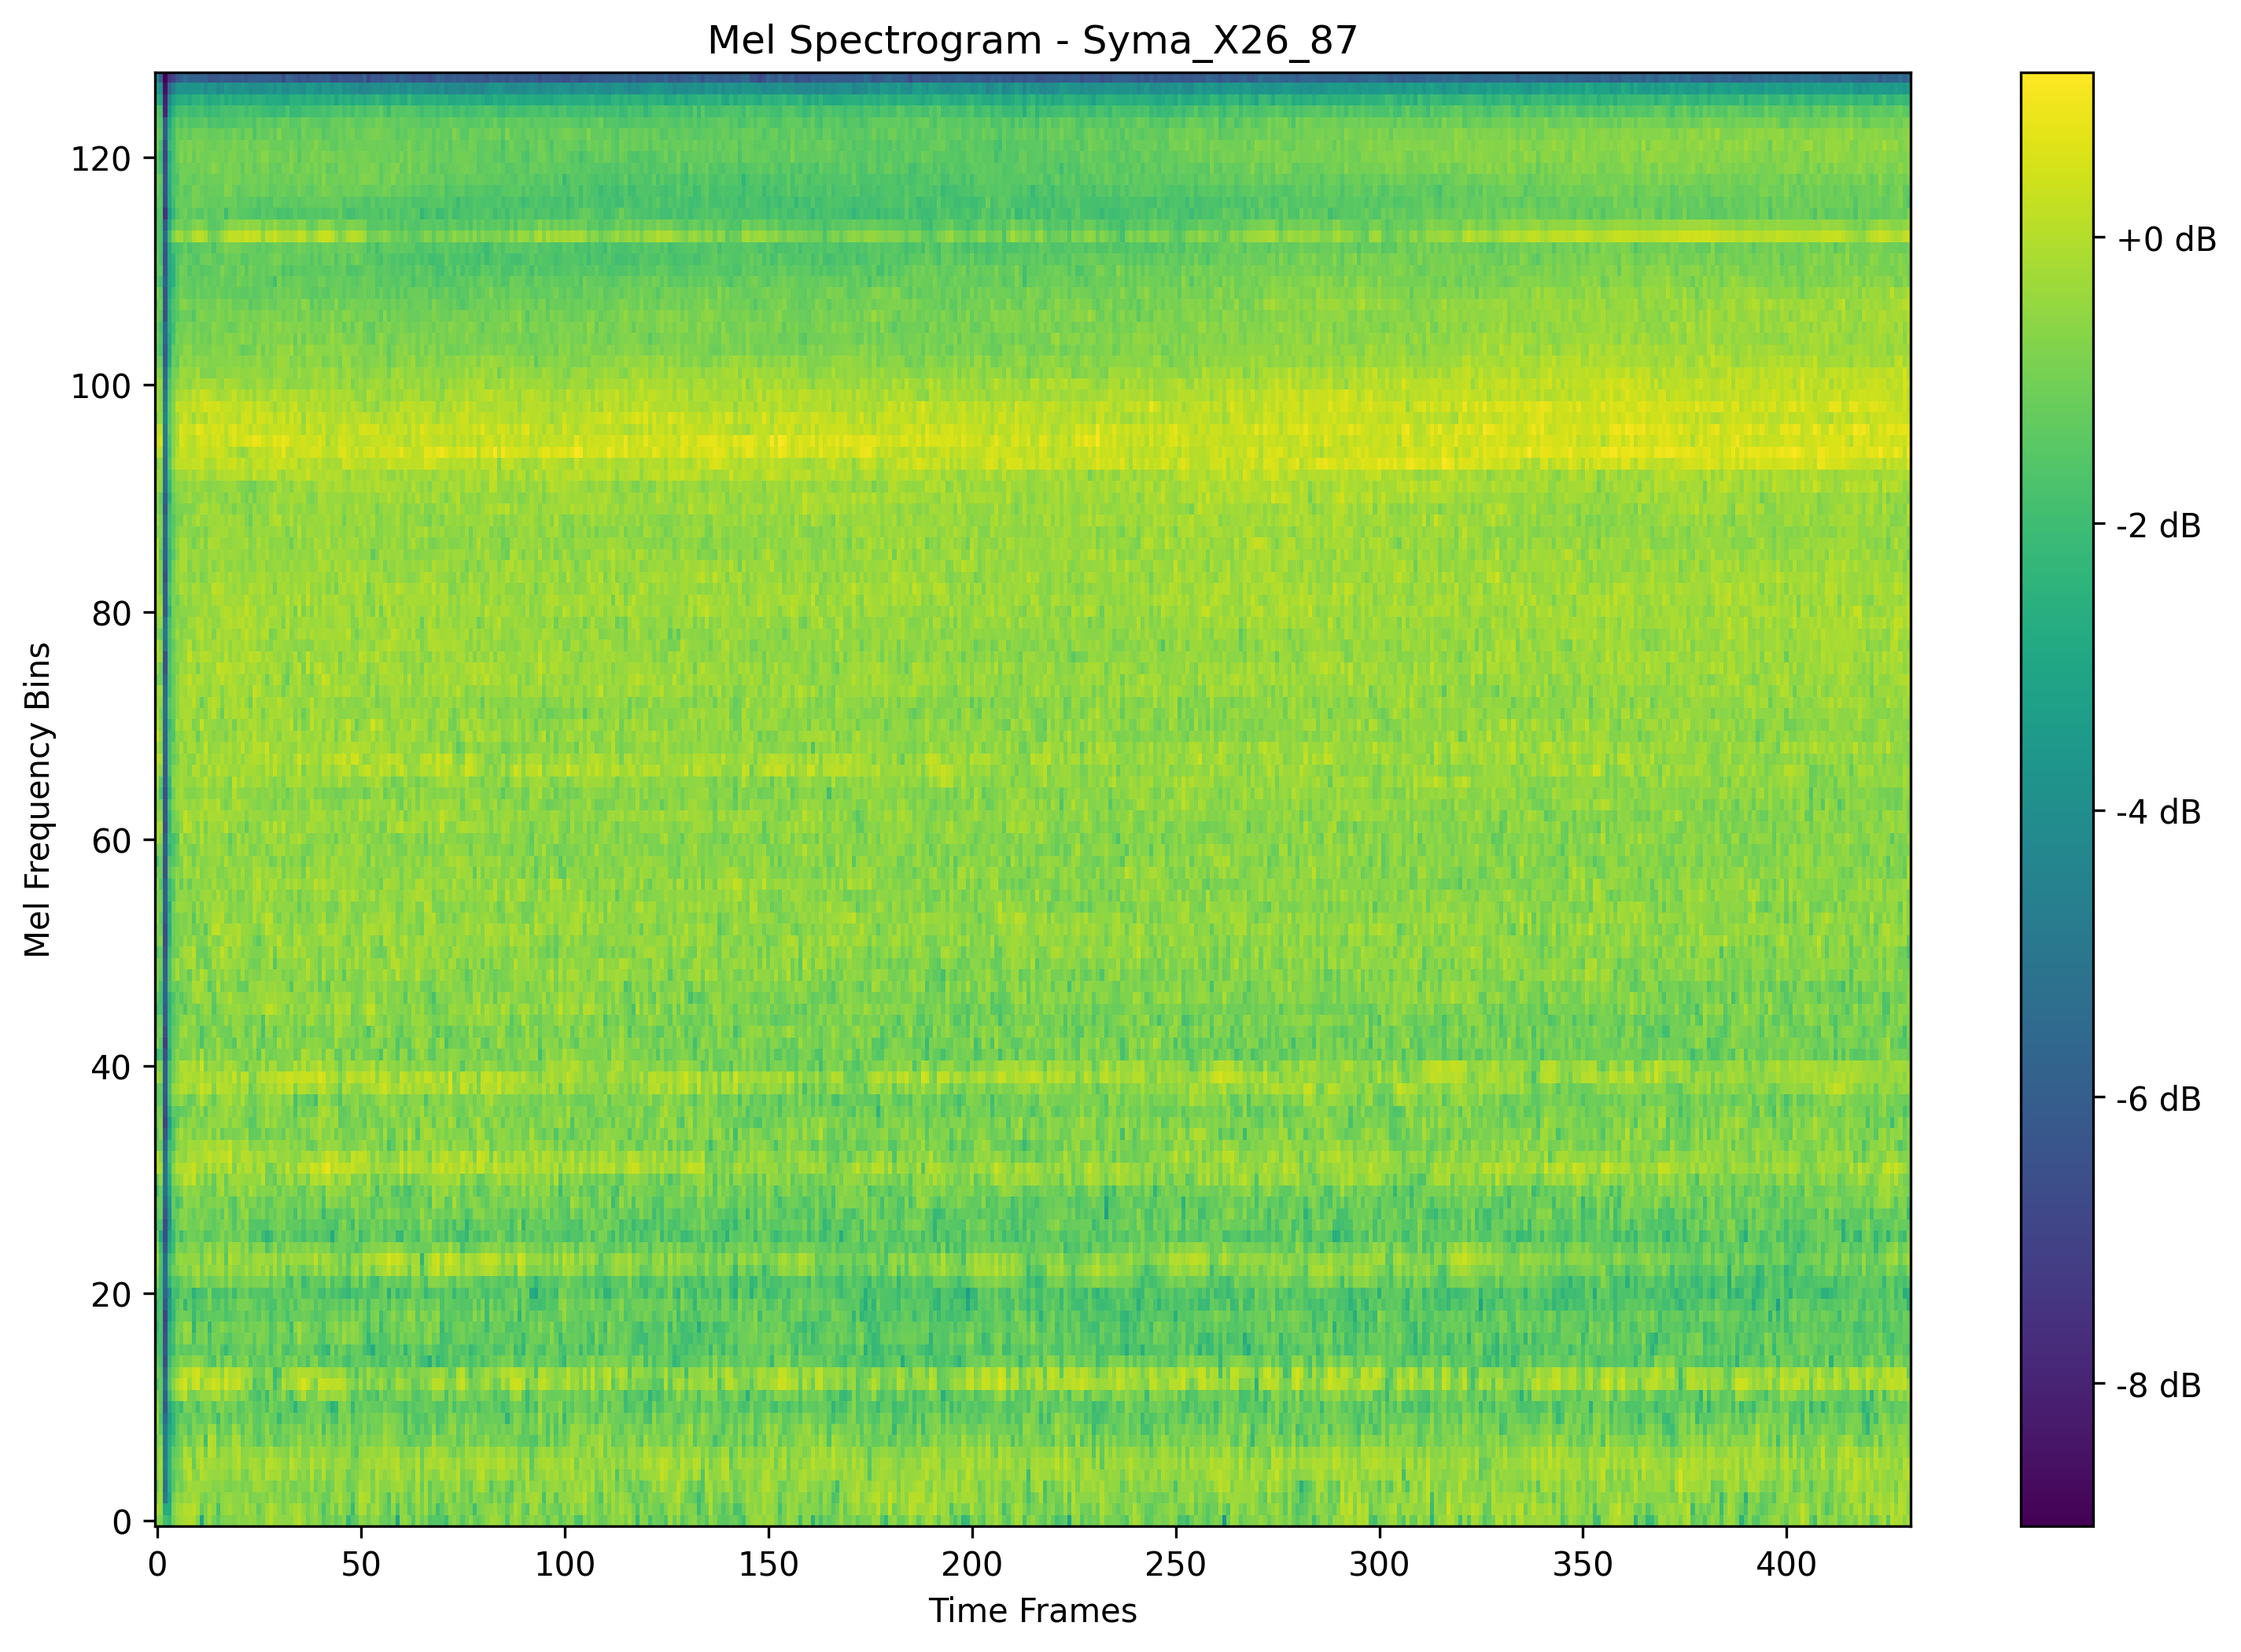 Mel Spectrogram - Syma_X26_87
Mel Frequency Bins
120
100
80
60
40
20
0
0 50 100 150 200 250 300 350 400
Time Frames
+0 dB
-2 dB
-4 dB
-6 dB
-8 dB